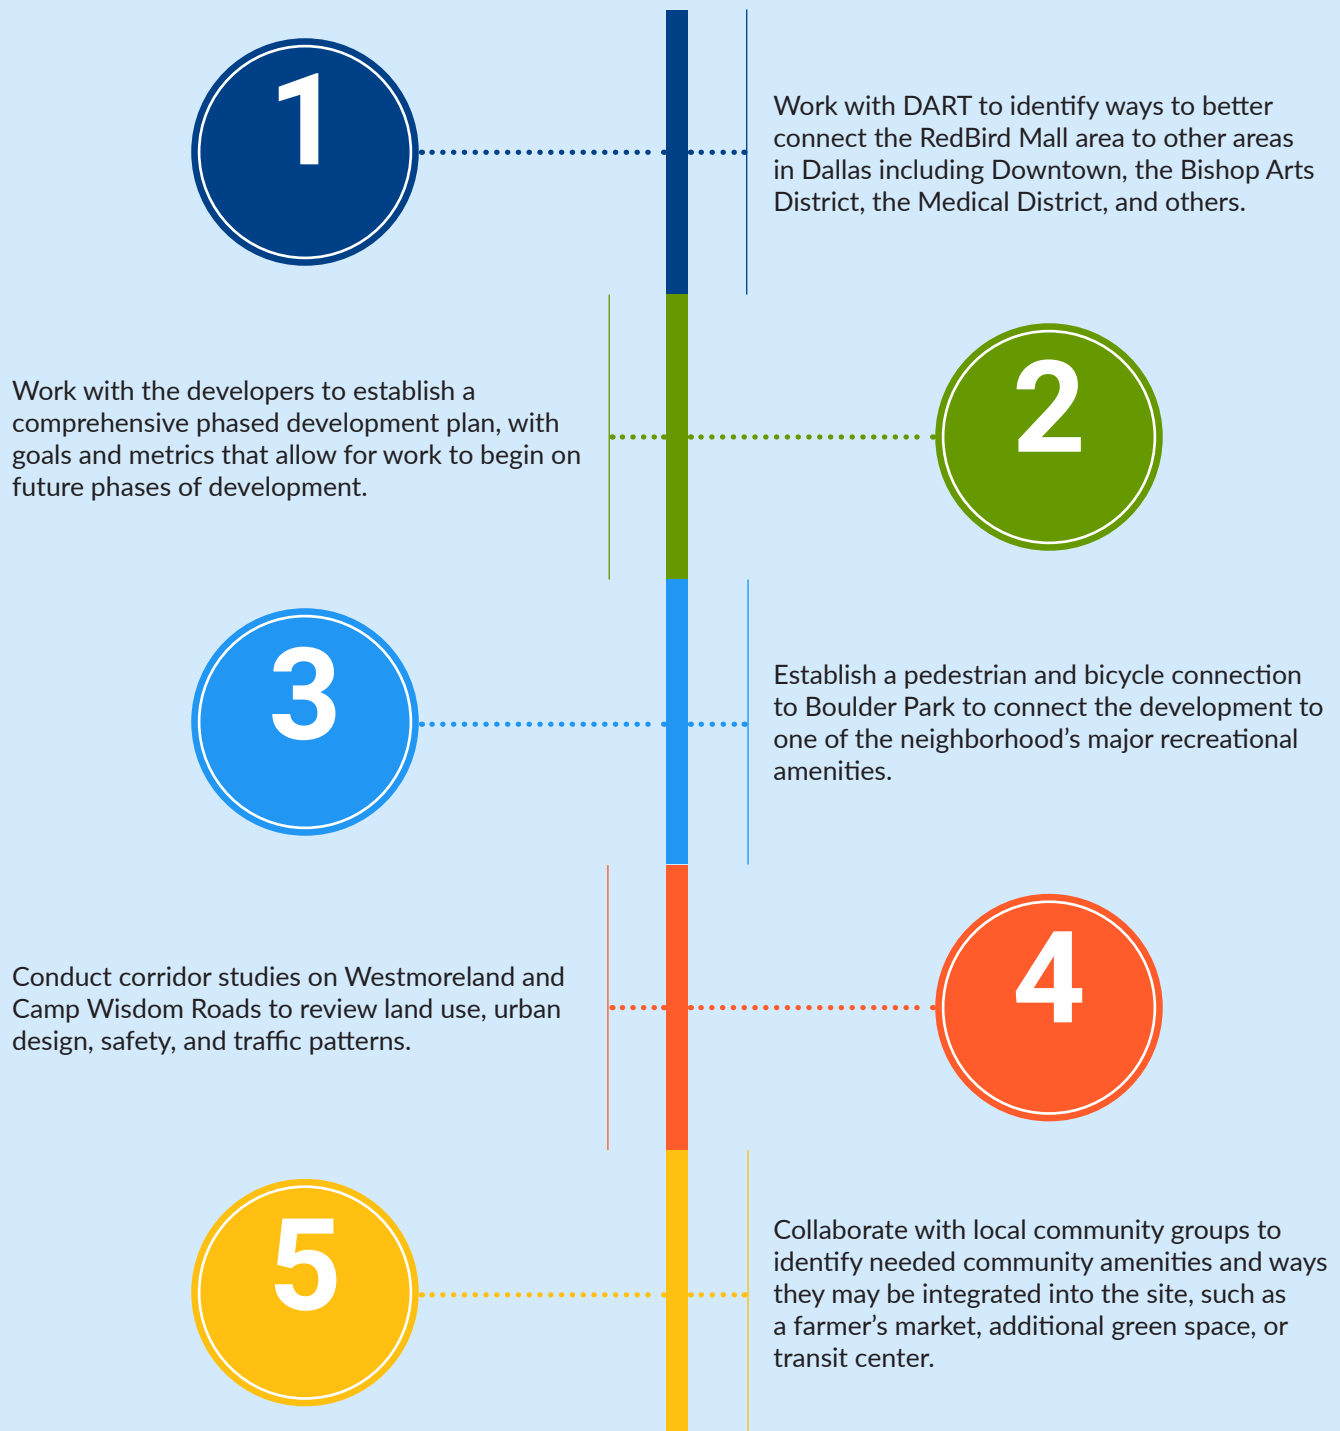 1
Work with DART to identify ways to better
connect the RedBird Mall area to other areas
in Dallas including Downtown, the Bishop Arts
District, the Medical District, and others.
2
Work with the developers to establish a
comprehensive phased development plan, with
goals and metrics that allow for work to begin on
future phases of development.
3
Establish a pedestrian and bicycle connection
to Boulder Park to connect the development to
one of the neighborhood’s major recreational
amenities.
4
Conduct corridor studies on Westmoreland and
Camp Wisdom Roads to review land use, urban
design, safety, and traffic patterns.
5
Collaborate with local community groups to
identify needed community amenities and ways
they may be integrated into the site, such as
a farmer’s market, additional green space, or
transit center.